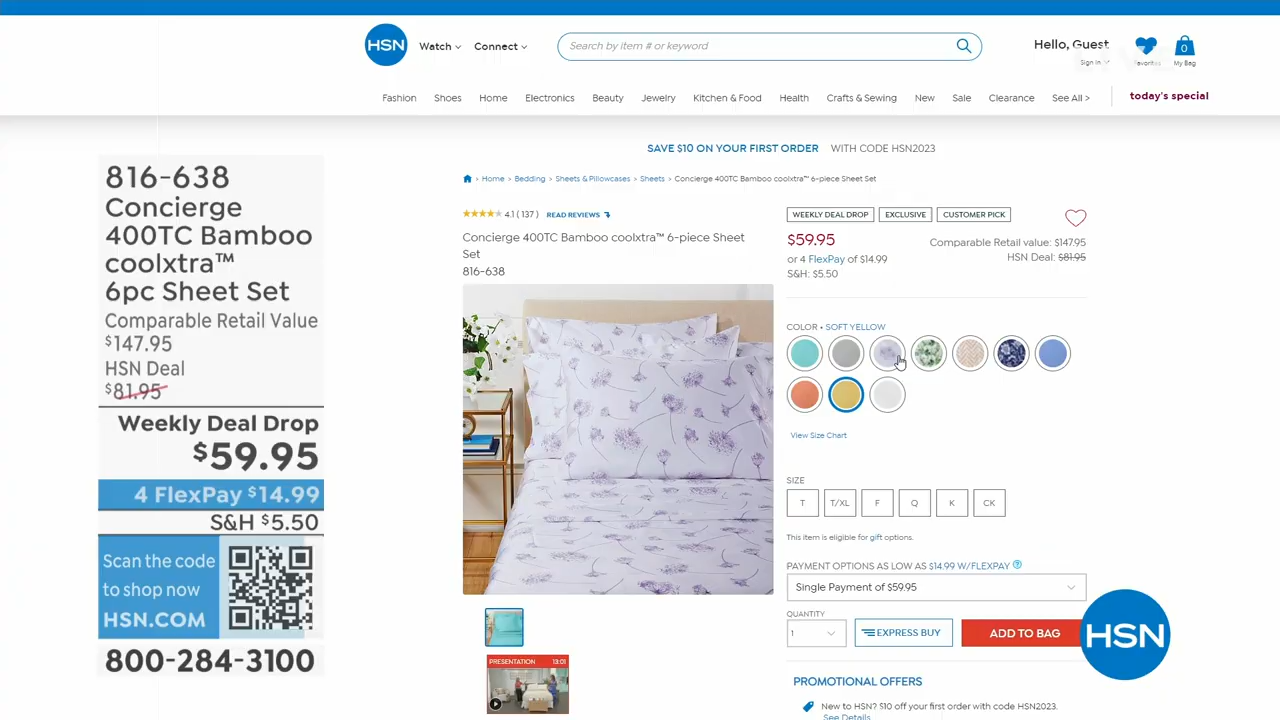 HSN
Watch
Connect
Search by item # or keyword
Hello, Guest
Sign In
Favorites
0
My Bag
Fashion
Shoes
Home
Electronics
Beauty
Jewelry
Kitchen & Food
Health
Crafts & Sewing
New
Sale
Clearance
See All >
today's special
SAVE $10 ON YOUR FIRST ORDER WITH CODE HSN2023
Home > Bedding > Sheets & Pillowcases > Sheets > Concierge 400TC Bamboo coolxtra™ 6-piece Sheet Set
816-638
Concierge
400TC Bamboo
coolxtra™
6pc Sheet Set
Comparable Retail Value
$147.95
HSN Deal
$81.95
Weekly Deal Drop
$59.95
4 FlexPay $14.99
S&H $5.50
Scan the code
to shop now
HSN.COM
800-284-3100
4.1 ( 137 ) READ REVIEWS
Concierge 400TC Bamboo coolxtra™ 6-piece Sheet
Set
816-638
PRESENTATION 13:01
WEEKLY DEAL DROP
EXCLUSIVE
CUSTOMER PICK
$59.95
or 4 FlexPay of $14.99
S&H: $5.50
Comparable Retail value: $147.95
HSN Deal: $81.95
COLOR • SOFT YELLOW
View Size Chart
SIZE
T
T/XL
F
Q
K
CK
This item is eligible for gift options.
PAYMENT OPTIONS AS LOW AS $14.99 W/FLEXPAY ?
Single Payment of $59.95
QUANTITY
1
EXPRESS BUY
ADD TO BAG
HSN
PROMOTIONAL OFFERS
New to HSN? $10 off your first order with code HSN2023.
See Details